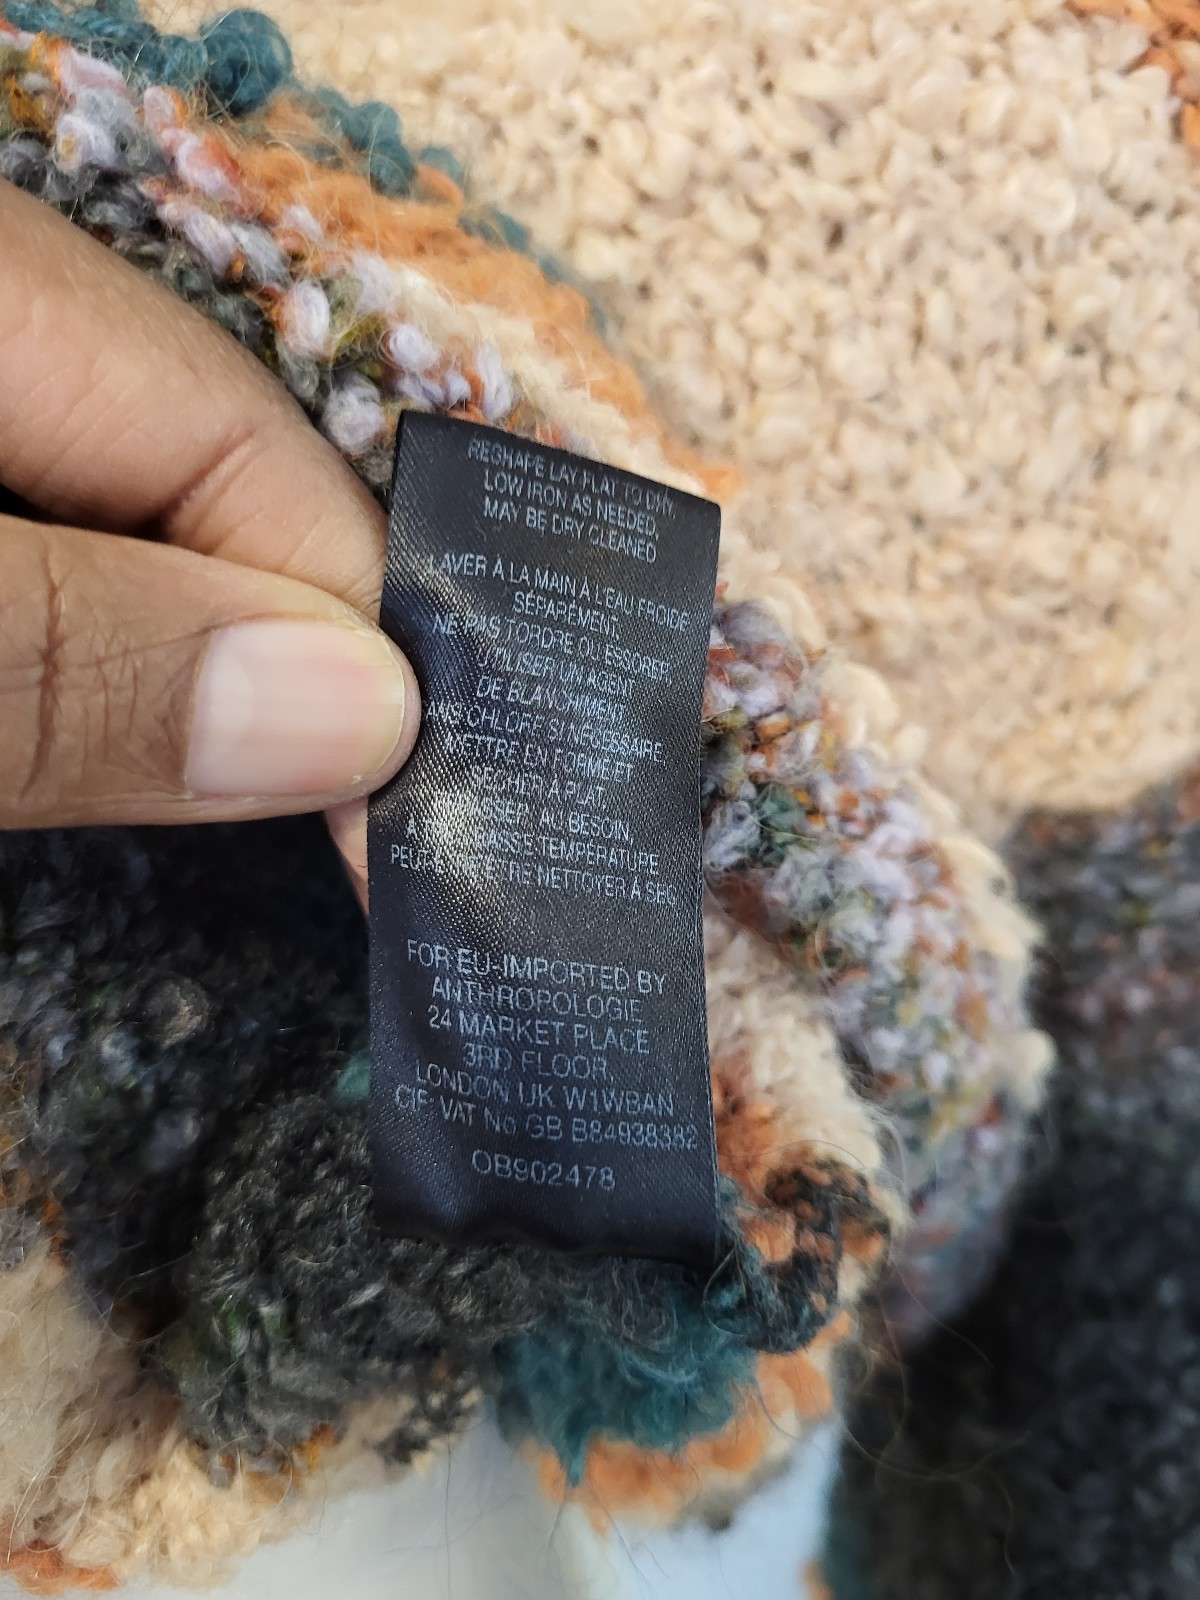 RESHAPE LAY FLAT TO DRY,
LOW IRON AS NEEDED,
MAY BE DRY CLEANED
LAVER À LA MAIN À L'EAU FROIDE
SÉPARÉMENT,
NE PAS TORDRE OU ESSORER
UTILISER UN AGENT
DE BLANCHIMENT
SANS CHLORE SI NÉCESSAIRE,
METTRE EN FORME ET
SÉCHER À PLAT,
AU BESOIN,
À BASSE TEMPÉRATURE
PEUT ÊTRE NETTOYER À SEC
FOR EU-IMPORTED BY
ANTHROPOLOGIE
24 MARKET PLACE
3RD FLOOR
LONDON UK W1W8AN
CIF: VAT No GB B84938382
OB902478